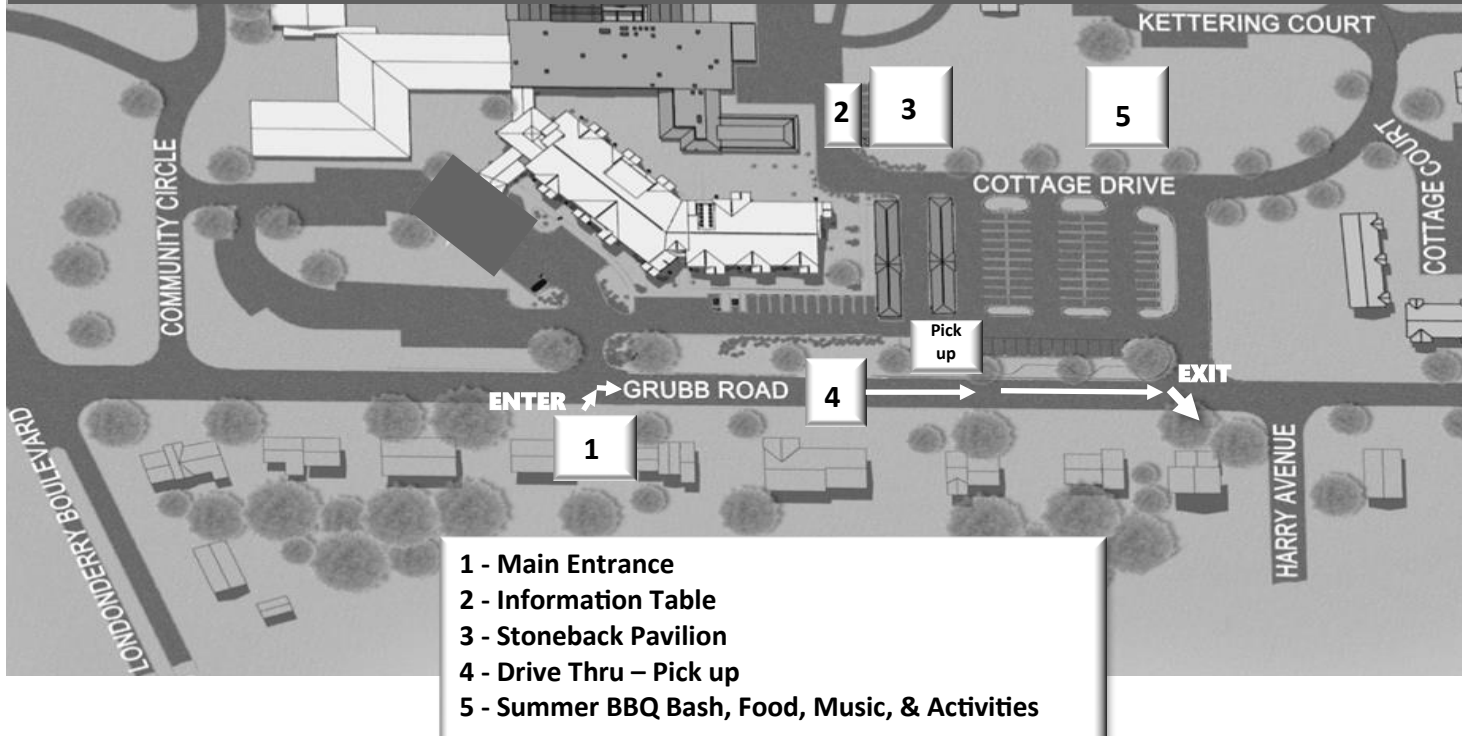 KETTERING COURT
2
3
5
COMMUNITY CIRCLE
COTTAGE DRIVE
COTTAGE COURT
COTTAGE COURT
Pick
up
ENTER
GRUBB ROAD
4
EXIT
1
LONDONDERRY BOULEVARD
HARRY AVENUE
1 - Main Entrance
2 - Information Table
3 - Stoneback Pavilion
4 - Drive Thru – Pick up
5 - Summer BBQ Bash, Food, Music, & Activities